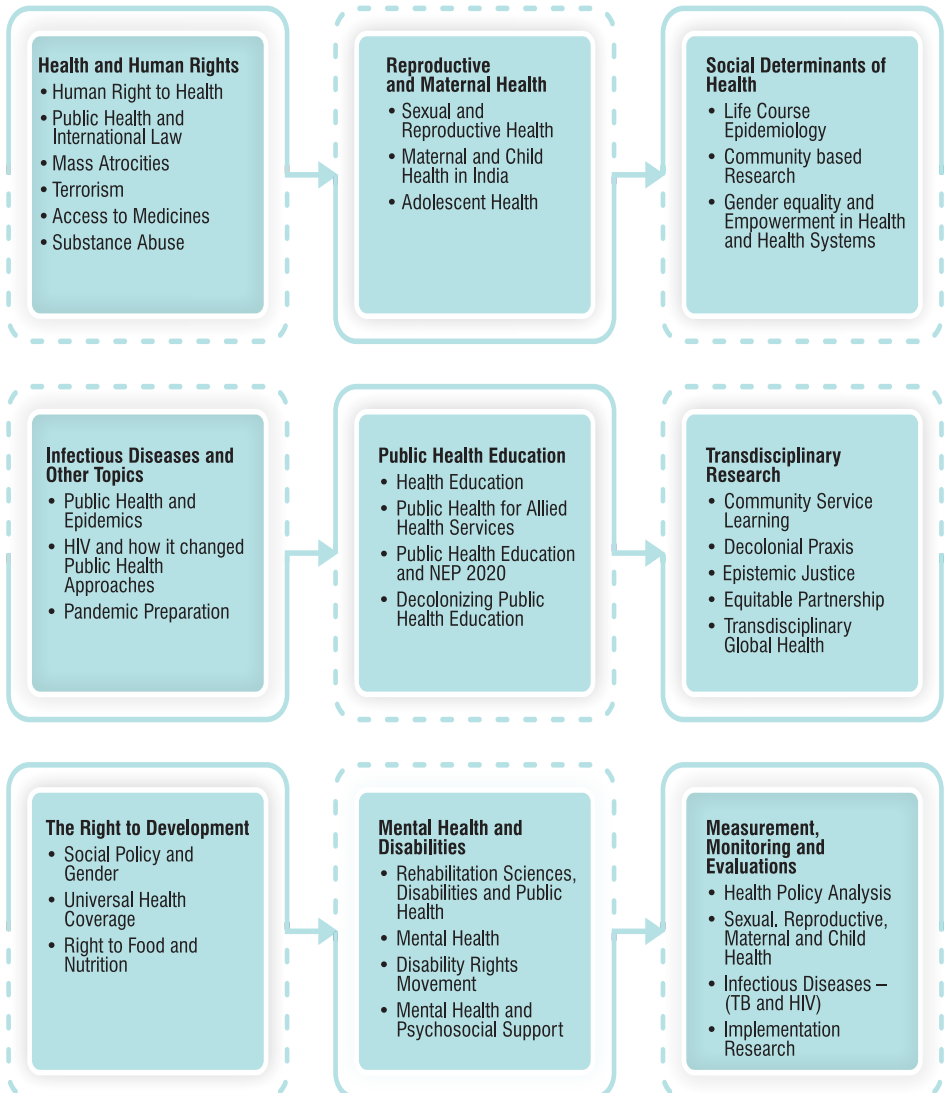 Health and Human Rights
• Human Right to Health
• Public Health and
International Law
• Mass Atrocities
• Terrorism
• Access to Medicines
• Substance Abuse
Reproductive
and Maternal Health
• Sexual and
Reproductive Health
• Maternal and Child
Health in India
• Adolescent Health
Social Determinants of
Health
• Life Course
Epidemiology
• Community based
Research
• Gender equality and
Empowerment in Health
and Health Systems
Infectious Diseases and
Other Topics
• Public Health and
Epidemics
• HIV and how it changed
Public Health
Approaches
• Pandemic Preparation
Public Health Education
• Health Education
• Public Health for Allied
Health Services
• Public Health Education
and NEP 2020
• Decolonizing Public
Health Education
Transdisciplinary
Research
• Community Service
Learning
• Decolonial Praxis
• Epistemic Justice
• Equitable Partnership
• Transdisciplinary
Global Health
The Right to Development
• Social Policy and
Gender
• Universal Health
Coverage
• Right to Food and
Nutrition
Mental Health and
Disabilities
• Rehabilitation Sciences,
Disabilities and Public
Health
• Mental Health
• Disability Rights
Movement
• Mental Health and
Psychosocial Support
Measurement,
Monitoring and
Evaluations
• Health Policy Analysis
• Sexual. Reproductive,
Maternal and Child
Health
• Infectious Diseases –
(TB and HIV)
• Implementation
Research